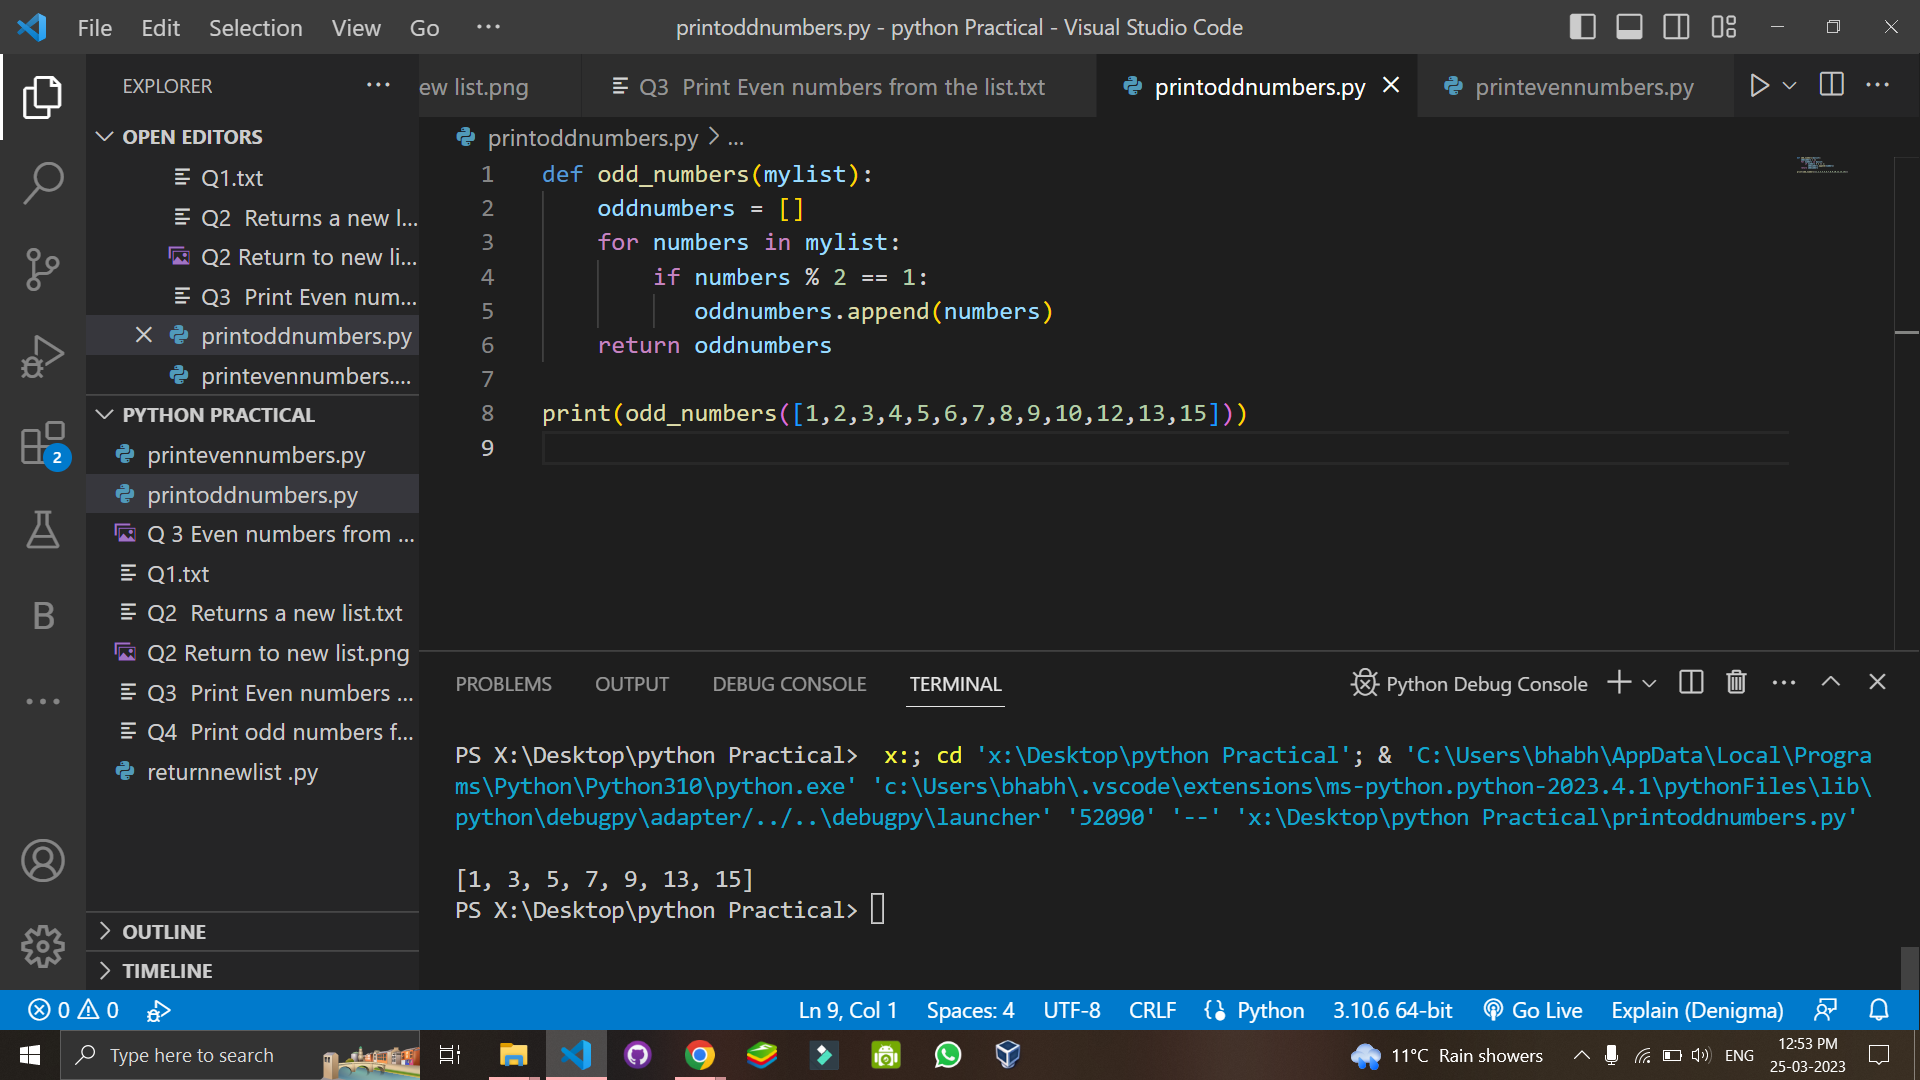 File Edit Selection View Go ···
printoddnumbers.py - python Practical - Visual Studio Code
EXPLORER
ew list.png
Q3 Print Even numbers from the list.txt
printoddnumbers.py
printevennumbers.py
OPEN EDITORS
Q1.txt
Q2 Returns a new l...
Q2 Return to new li...
Q3 Print Even num...
printoddnumbers.py
printevennumbers....
PYTHON PRACTICAL
printevennumbers.py
printoddnumbers.py
Q 3 Even numbers from ...
Q1.txt
Q2 Returns a new list.txt
Q2 Return to new list.png
Q3 Print Even numbers ...
Q4 Print odd numbers f...
returnnewlist .py
OUTLINE
TIMELINE
2
B
printoddnumbers.py > ...
1 def odd_numbers(mylist):
2     oddnumbers = []
3     for numbers in mylist:
4         if numbers % 2 == 1:
5            oddnumbers.append(numbers)
6     return oddnumbers
7
8 print(odd_numbers([1,2,3,4,5,6,7,8,9,10,12,13,15]))
9
PROBLEMS OUTPUT DEBUG CONSOLE TERMINAL
Python Debug Console
PS X:\Desktop\python Practical>  x:; cd 'x:\Desktop\python Practical'; & 'C:\Users\bhabh\AppData\Local\Progra
ms\Python\Python310\python.exe' 'c:\Users\bhabh\.vscode\extensions\ms-python.python-2023.4.1\pythonFiles\lib\
python\debugpy\adapter/../..\debugpy\launcher' '52090' '--' 'x:\Desktop\python Practical\printoddnumbers.py'
[1, 3, 5, 7, 9, 13, 15]
PS X:\Desktop\python Practical>
0 0
Ln 9, Col 1 Spaces: 4 UTF-8 CRLF Python 3.10.6 64-bit Go Live Explain (Denigma)
Type here to search
11°C Rain showers
ENG
12:53 PM
25-03-2023